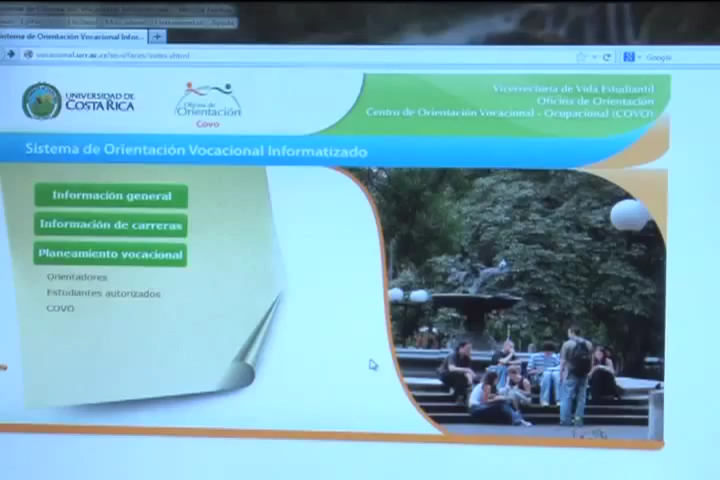 Sistema de Orientación Vocacional Infor...
Google
UNIVERSIDAD DE
COSTA RICA
Oficina de
Orientación
Covo
Vicerrectoría de Vida Estudiantil
Oficina de Orientación
Centro de Orientación Vocacional - Ocupacional (COVO)
Sistema de Orientación Vocacional Informatizado
Información general
Información de carreras
Planeamiento vocacional
Orientadores
Estudiantes autorizados
COVO